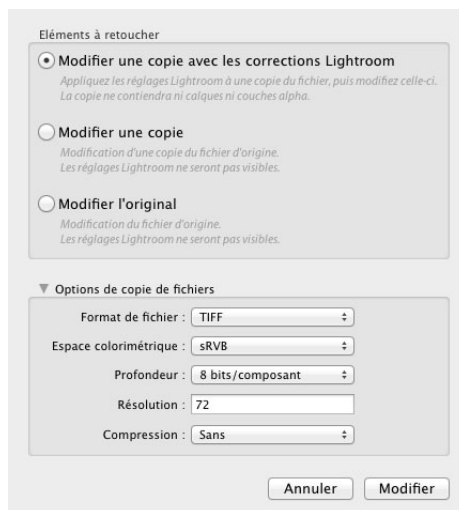 Eléments à retoucher
Modifier une copie avec les corrections Lightroom
Appliquez les réglages Lightroom à une copie du fichier, puis modifiez celle-ci.
La copie ne contiendra ni calques ni couches alpha.
Modifier une copie
Modification d'une copie du fichier d'origine.
Les réglages Lightroom ne seront pas visibles.
Modifier l'original
Modification du fichier d'origine.
Les réglages Lightroom ne seront pas visibles.
Options de copie de fichiers
Format de fichier : TIFF
Espace colorimétrique : sRVB
Profondeur : 8 bits/composant
Résolution : 72
Compression : Sans
Annuler Modifier